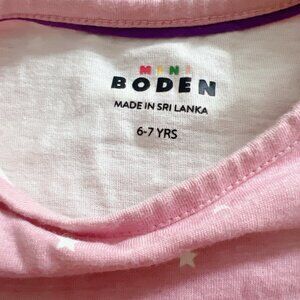 MINI
BODEN
MADE IN SRI LANKA
6-7 YRS